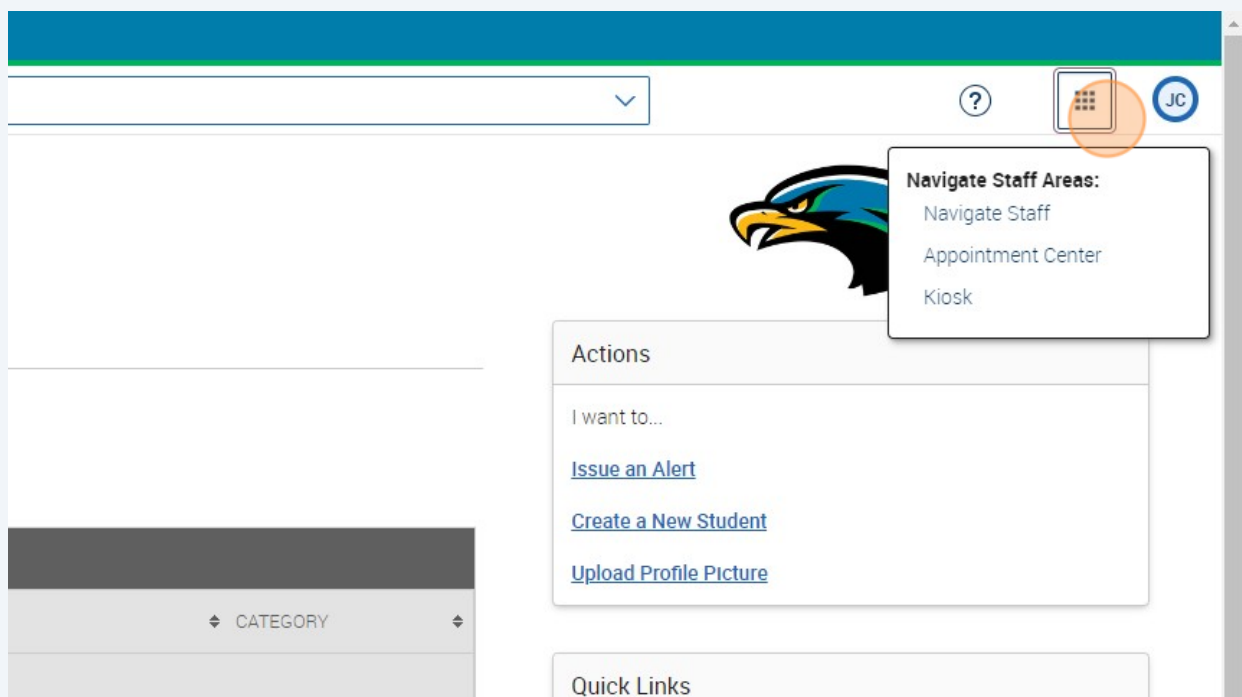 ?
JC
Navigate Staff Areas:
Navigate Staff
Appointment Center
Kiosk
Actions
I want to...
Issue an Alert
Create a New Student
Upload Profile PIcture
CATEGORY
Quick Links